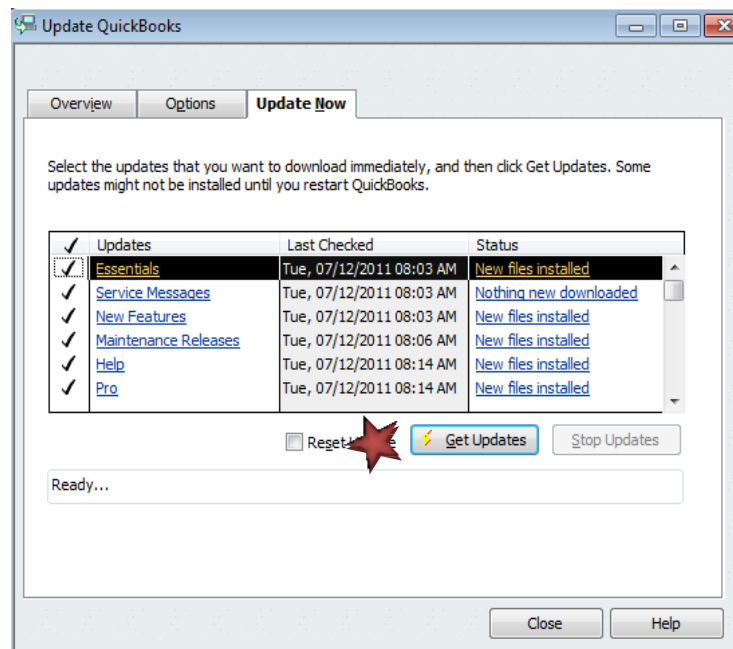 Update QuickBooks
Overview Options Update Now
Select the updates that you want to download immediately, and then click Get Updates. Some
updates might not be installed until you restart QuickBooks.
Updates Last Checked Status
Essentials Tue, 07/12/2011 08:03 AM New files installed
Service Messages Tue, 07/12/2011 08:03 AM Nothing new downloaded
New Features Tue, 07/12/2011 08:03 AM New files installed
Maintenance Releases Tue, 07/12/2011 08:06 AM New files installed
Help Tue, 07/12/2011 08:14 AM New files installed
Pro Tue, 07/12/2011 08:14 AM New files installed
Reset Get Updates Stop Updates
Ready...
Close Help